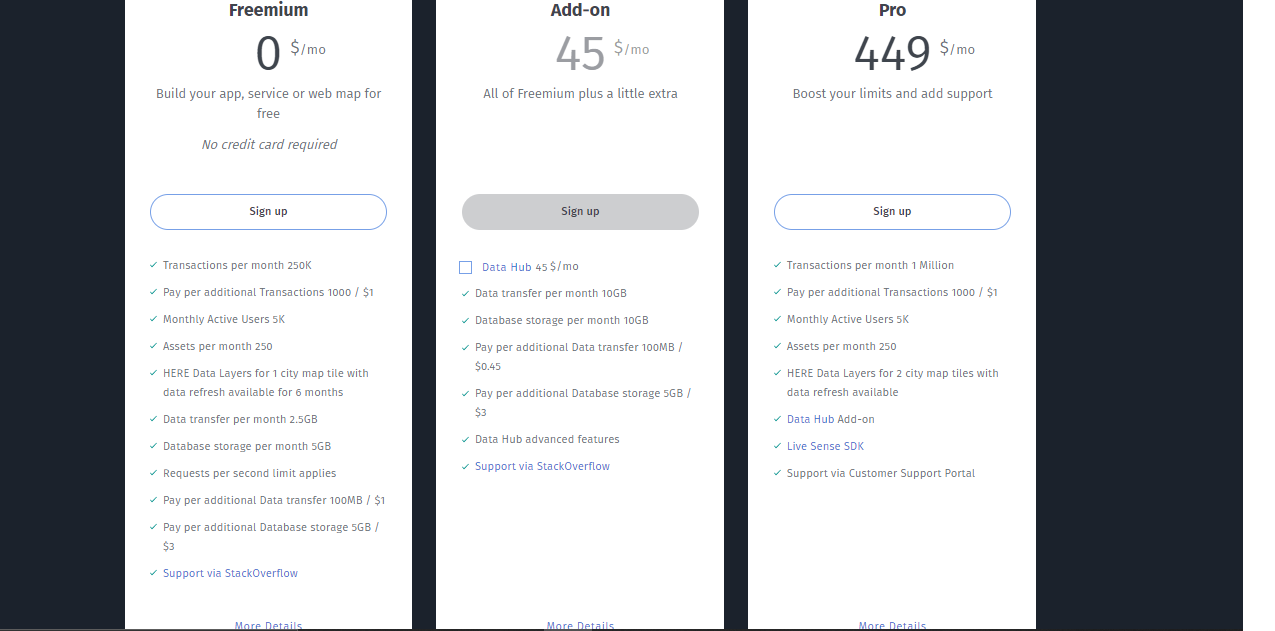 Freemium
0 $/mo
Build your app, service or web map for
free
No credit card required
Sign up
Transactions per month 250K
Pay per additional Transactions 1000 / $1
Monthly Active Users 5K
Assets per month 250
HERE Data Layers for 1 city map tile with
data refresh available for 6 months
Data transfer per month 2.5GB
Database storage per month 5GB
Requests per second limit applies
Pay per additional Data transfer 100MB / $1
Pay per additional Database storage 5GB /
$3
Support via StackOverflow
More Details
Add-on
45 $/mo
All of Freemium plus a little extra
Sign up
Data Hub 45 $/mo
Data transfer per month 10GB
Database storage per month 10GB
Pay per additional Data transfer 100MB /
$0.45
Pay per additional Database storage 5GB /
$3
Data Hub advanced features
Support via StackOverflow
More Details
Pro
449 $/mo
Boost your limits and add support
Sign up
Transactions per month 1 Million
Pay per additional Transactions 1000 / $1
Monthly Active Users 5K
Assets per month 250
HERE Data Layers for 2 city map tiles with
data refresh available
Data Hub Add-on
Live Sense SDK
Support via Customer Support Portal
More Details